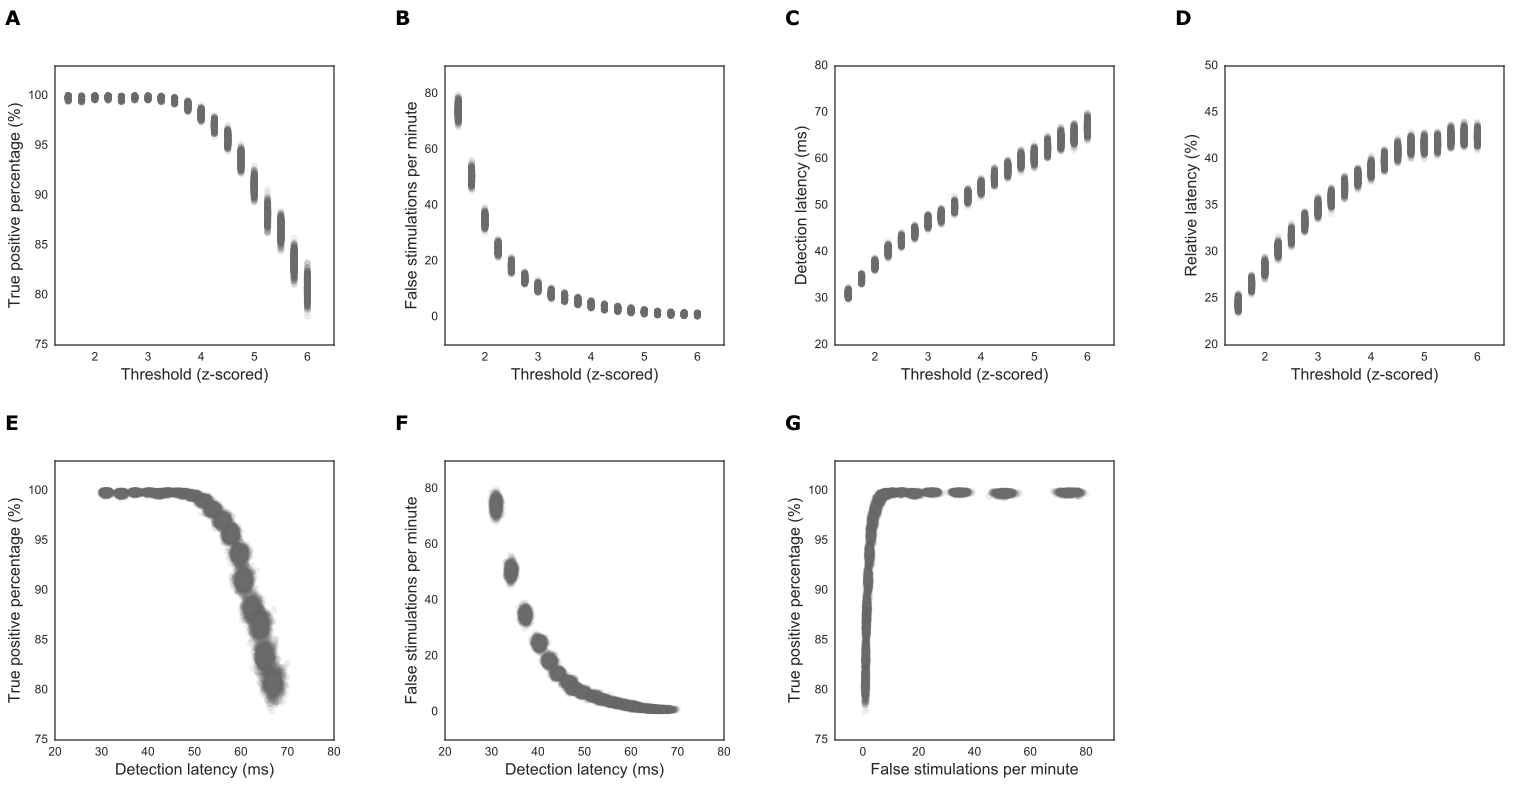 A
B
C
D
True positive percentage (%)
100
95
90
85
80
75
2 3 4 5 6
Threshold (z-scored)
False stimulations per minute
80
60
40
20
0
2 3 4 5 6
Threshold (z-scored)
Detection latency (ms)
80
70
60
50
40
30
20
2 3 4 5 6
Threshold (z-scored)
Relative latency (%)
50
45
40
35
30
25
20
2 3 4 5 6
Threshold (z-scored)
E
F
G
True positive percentage (%)
100
95
90
85
80
75
20 30 40 50 60 70 80
Detection latency (ms)
False stimulations per minute
80
60
40
20
0
20 30 40 50 60 70 80
Detection latency (ms)
True positive percentage (%)
100
95
90
85
80
75
0 20 40 60 80
False stimulations per minute